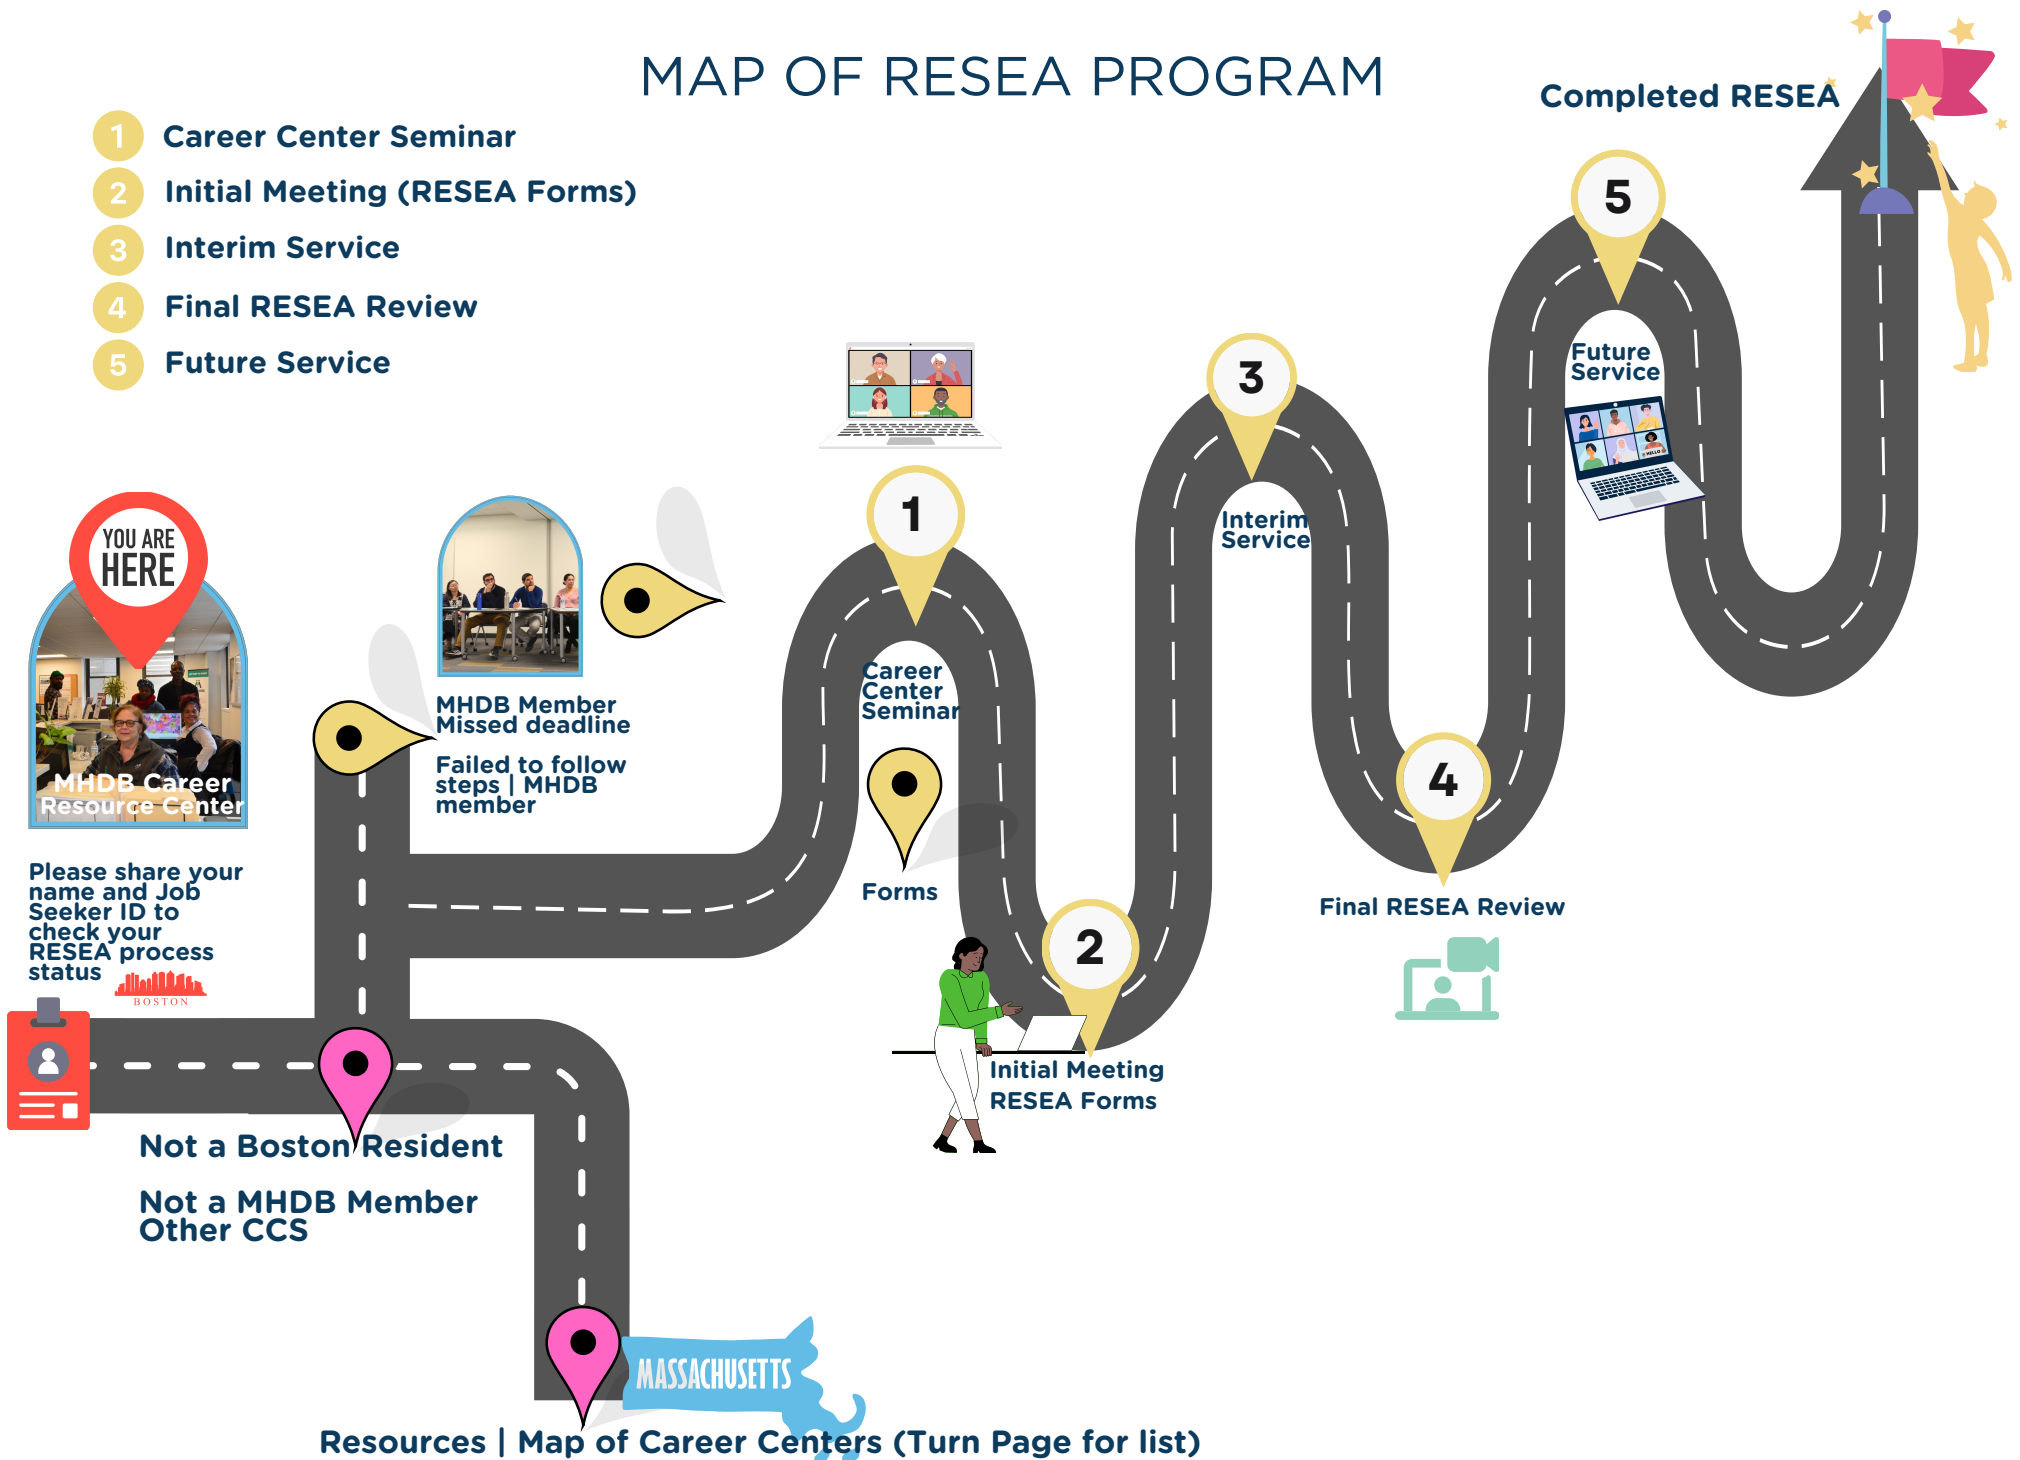 MAP OF RESEA PROGRAM
Completed RESEA
1 Career Center Seminar
2 Initial Meeting (RESEA Forms)
3 Interim Service
4 Final RESEA Review
5 Future Service
5
Future
Service
HELLO
3
Interim
Service
1
Career
Center
Seminar
Forms
YOU ARE
HERE
MHDB Career
Resource Center
MHDB Member
Missed deadline
Failed to follow
steps | MHDB
member
4
Final RESEA Review
2
Initial Meeting
RESEA Forms
Please share your
name and Job
Seeker ID to
check your
RESEA process
status
BOSTON
Not a Boston Resident
Not a MHDB Member
Other CCS
MASSACHUSETTS
Resources | Map of Career Centers (Turn Page for list)